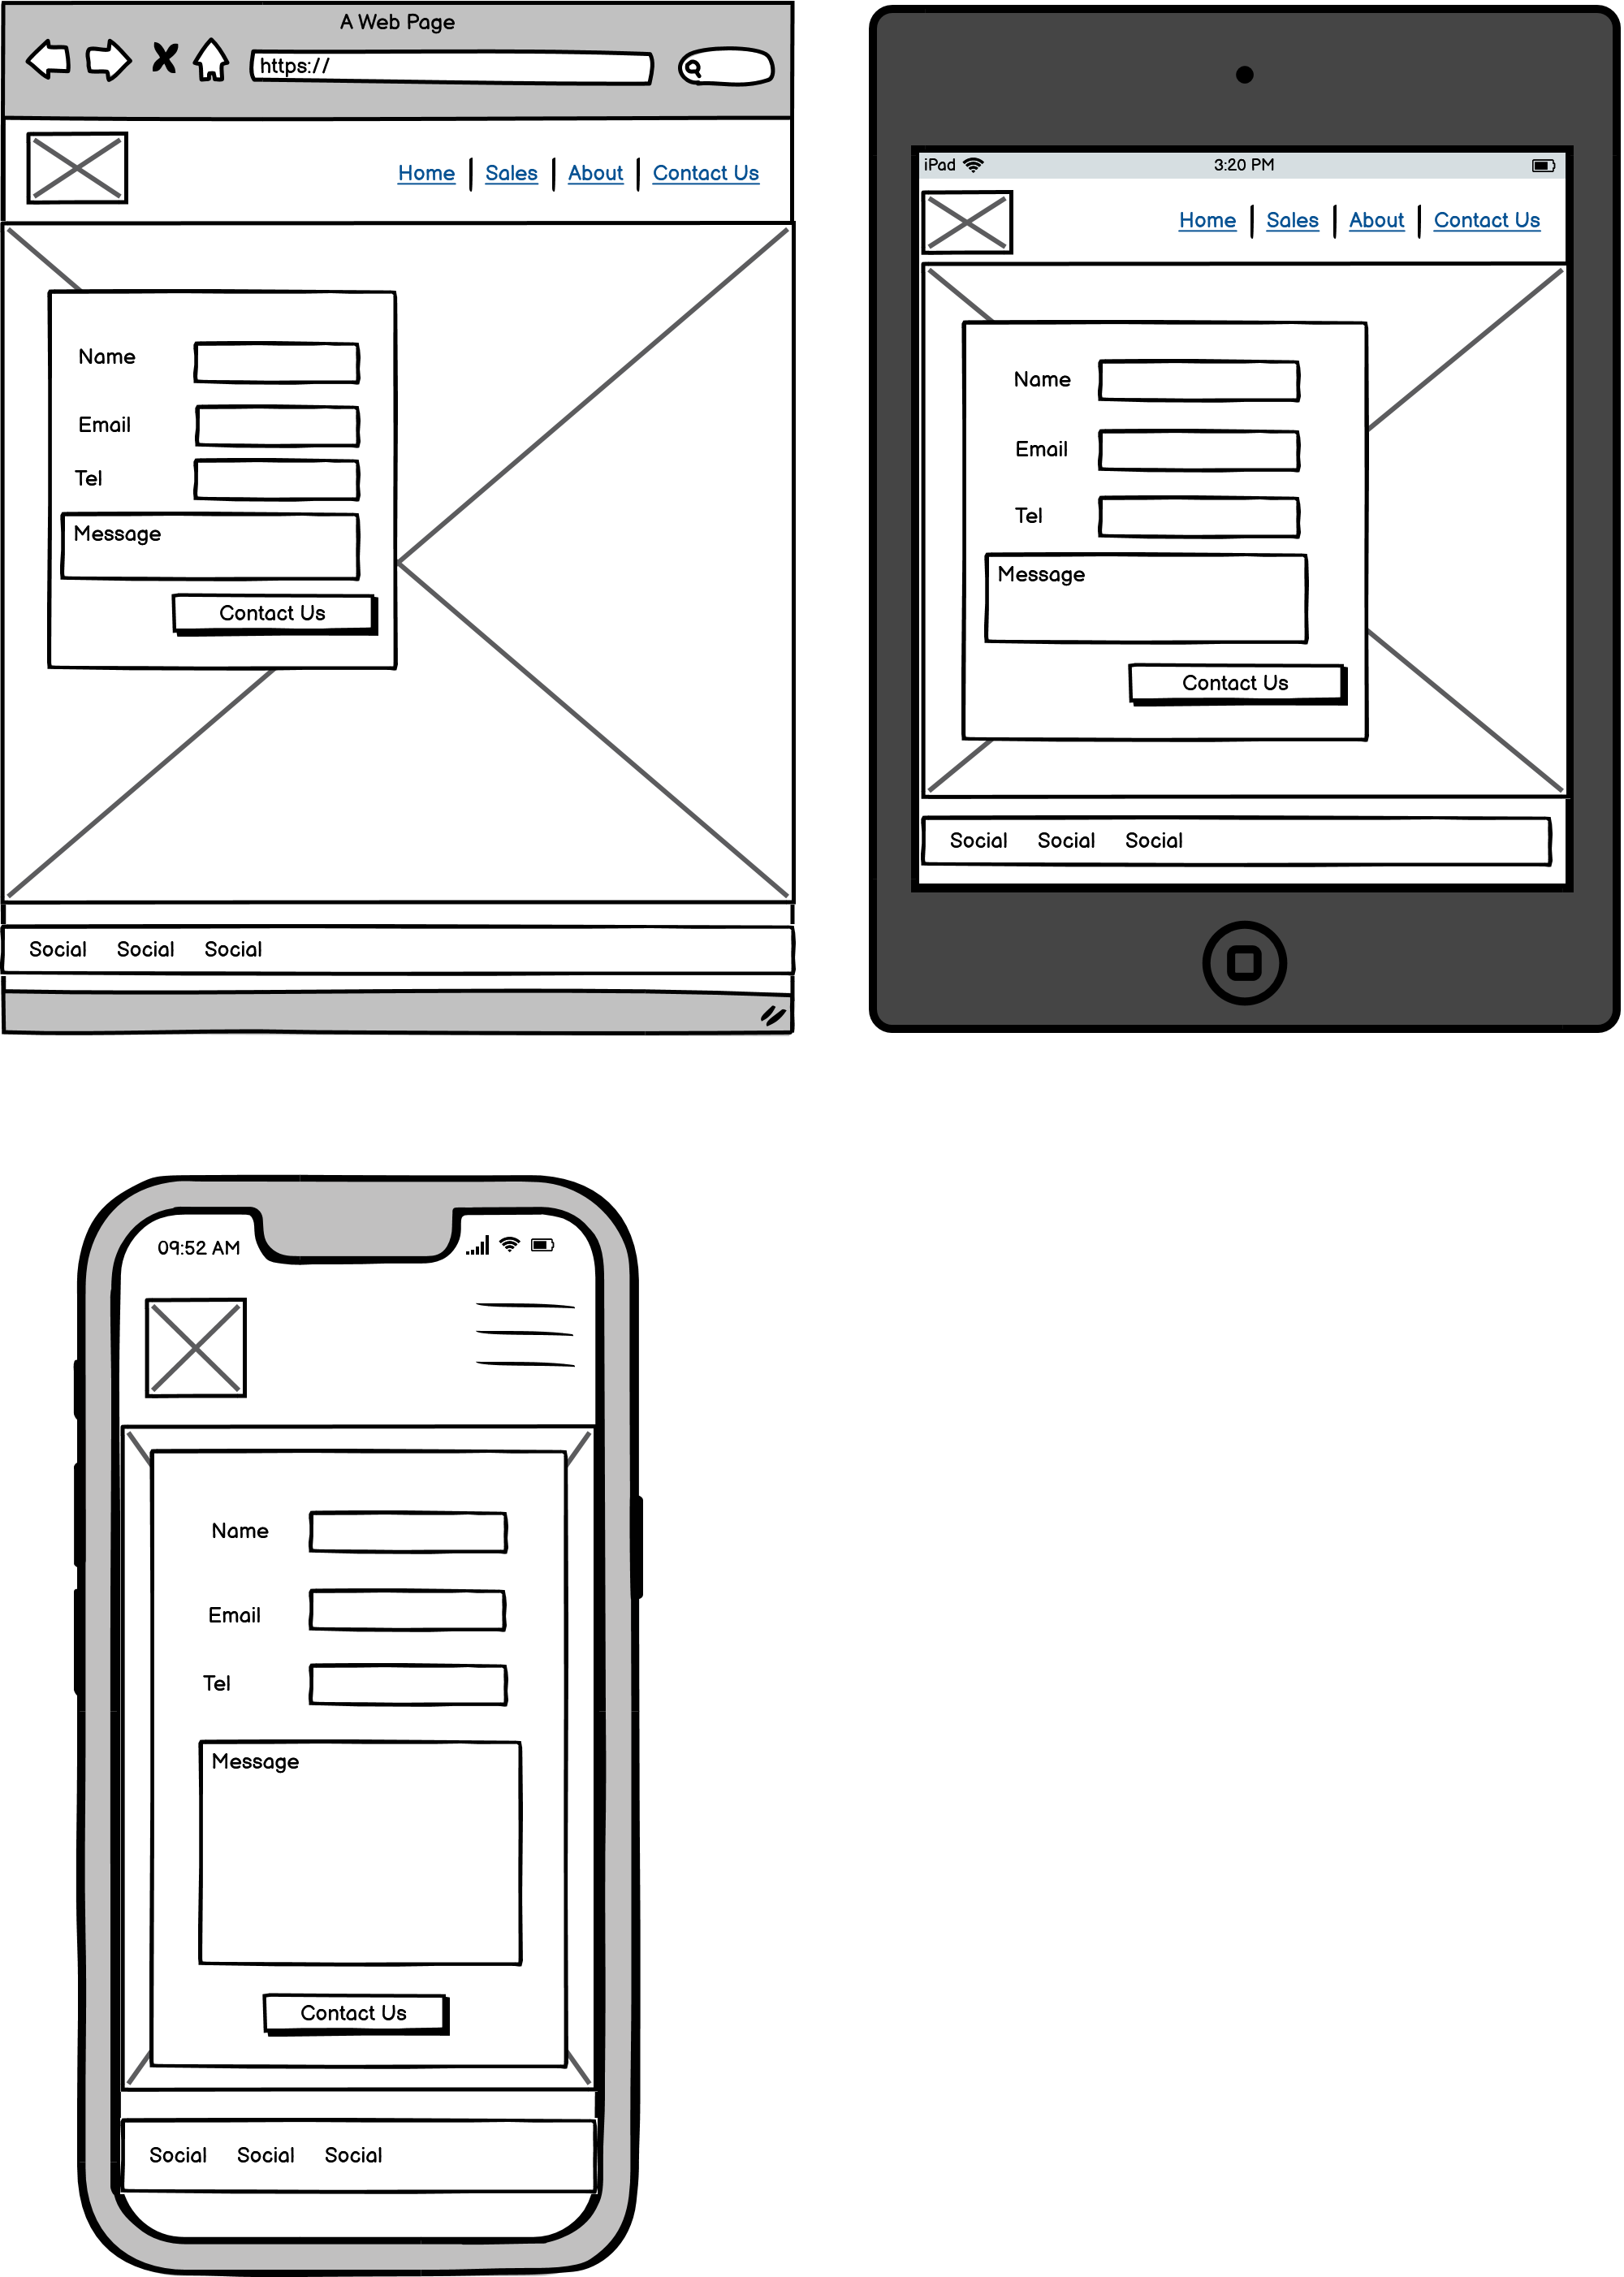 A Web Page
https://
Home Sales About Contact Us
Name
Email
Tel
Message
Contact Us
Social Social Social
iPad 3:20 PM
Home Sales About Contact Us
Name
Email
Tel
Message
Contact Us
Social Social Social
09:52 AM
Name
Email
Tel
Message
Contact Us
Social Social Social